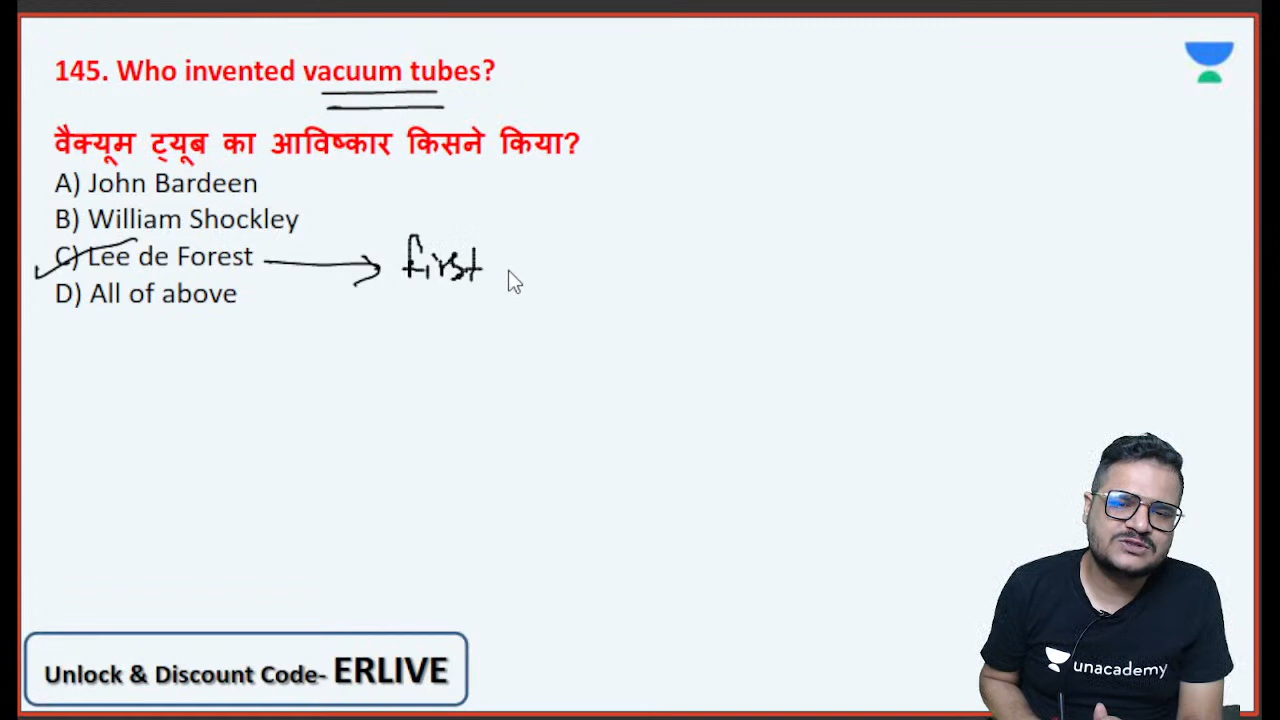 145. Who invented vacuum tubes?
वैक्यूम ट्यूब का आविष्कार किसने किया?
A) John Bardeen
B) William Shockley
C) Lee de Forest → first
D) All of above
unacademy
Unlock & Discount Code- ERLIVE